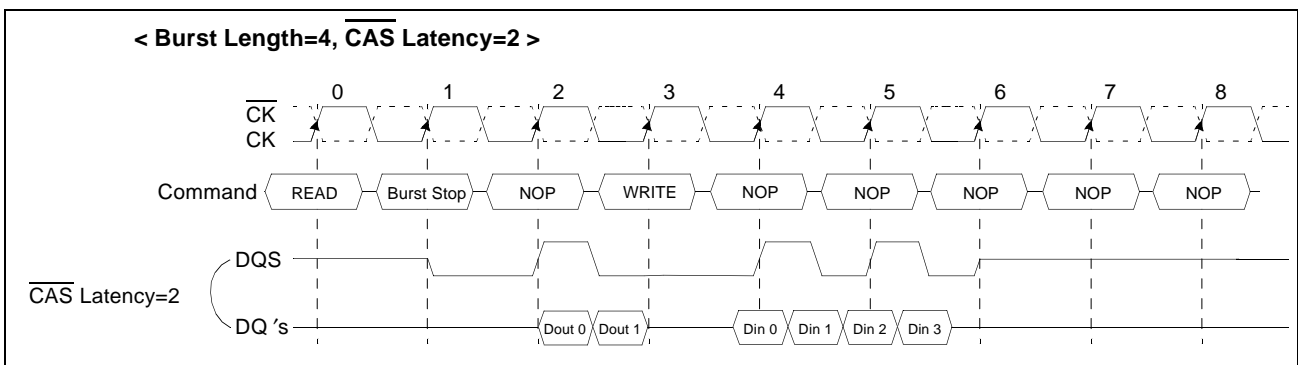 < Burst Length=4, CAS Latency=2 >
0 1 2 3 4 5 6 7 8
CK
CK
Command READ Burst Stop NOP WRITE NOP NOP NOP NOP NOP
DQS
CAS Latency=2
DQ ′s Dout 0 Dout 1 Din 0 Din 1 Din 2 Din 3